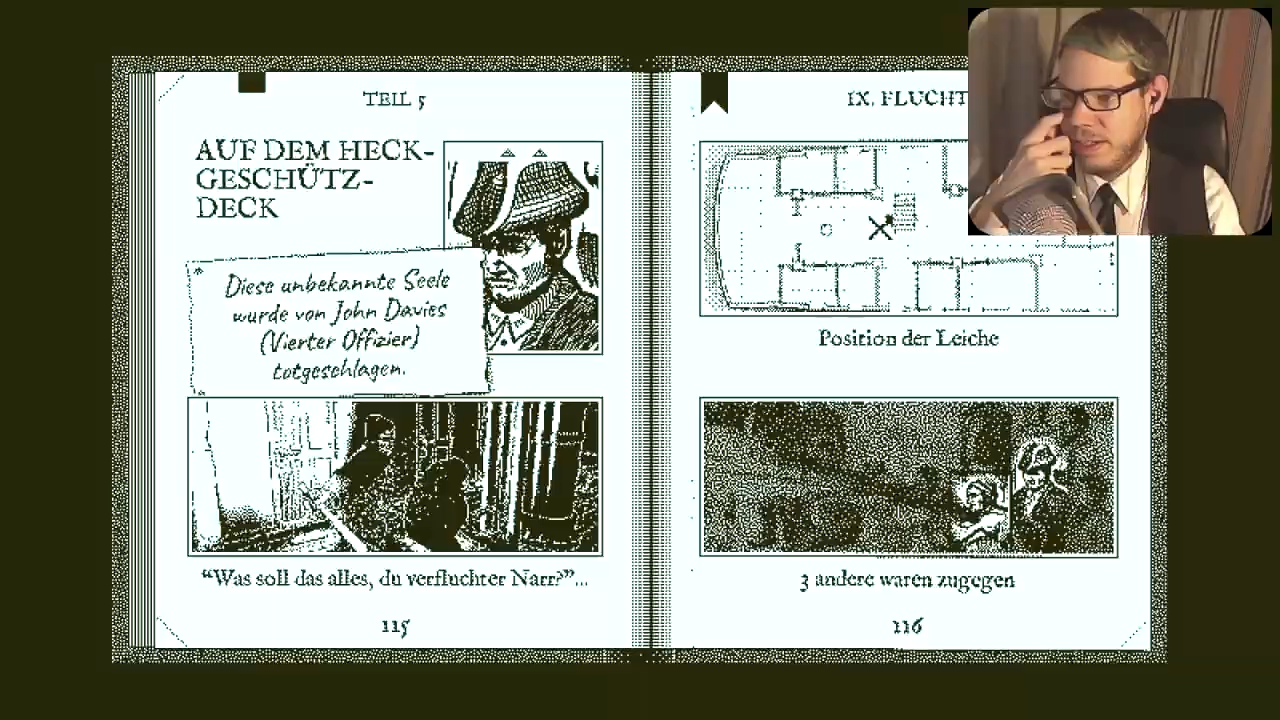 TEIL 5
AUF DEM HECK-
GESCHÜTZ-
DECK
Diese unbekannte Seele
wurde von John Davies
(Vierter Offizier)
totgeschlagen.
“Was soll das alles, du verfluchter Narr?”...
115
IX. FLUCHT
Position der Leiche
3 andere waren zugegen
116